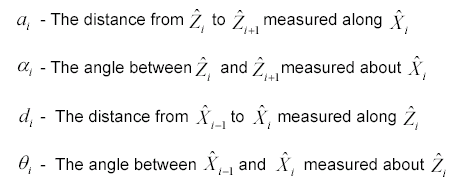 a_i - The distance from Ẑ_i to Ẑ_{i+1} measured along X̂_i
α_i - The angle between Ẑ_i and Ẑ_{i+1} measured about X̂_i
d_i - The distance from X̂_{i-1} to X̂_i measured along Ẑ_i
θ_i - The angle between X̂_{i-1} and X̂_i measured about Ẑ_i